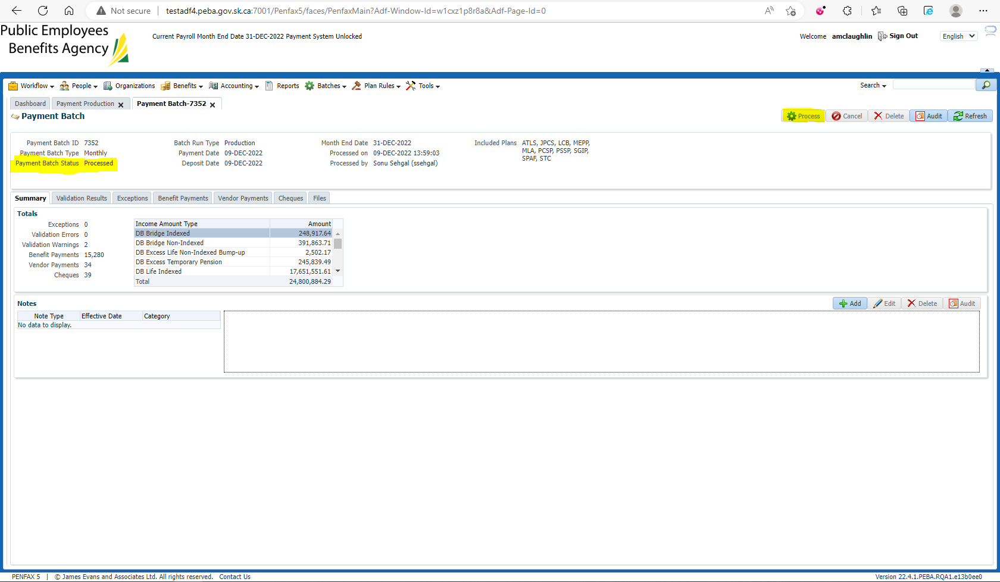 Not secure testadf4.peba.gov.sk.ca:7001/Penfax5/faces/PenfaxMain?Adf-Window-Id=w1cxz1p8r8a&Adf-Page-Id=0
Public Employees
Benefits Agency
Current Payroll Month End Date 31-DEC-2022 Payment System Unlocked
Welcome amclaughlin Sign Out English
Workflow People Organizations Benefits Accounting Reports Batches Plan Rules Tools Search
Dashboard Payment Production Payment Batch-7352
Payment Batch Process Cancel Delete Audit Refresh
Payment Batch ID 7352 Batch Run Type Production Month End Date 31-DEC-2022 Included Plans ATLS, JPCS, LCB, MEPP,
Payment Batch Type Monthly Payment Date 09-DEC-2022 Processed on 09-DEC-2022 13:59:03 MLA, PCSP, PSSP, SGIP,
SPAF, STC
Payment Batch Status Processed Deposit Date 09-DEC-2022 Processed by Sonu Sehgal (ssehgal)
Summary Validation Results Exceptions Benefit Payments Vendor Payments Cheques Files
Totals
Exceptions 0
Validation Errors 0
Validation Warnings 2
Benefit Payments 15,280
Vendor Payments 34
Cheques 39
Income Amount Type Amount
DB Bridge Indexed 248,917.64
DB Bridge Non-Indexed 391,863.71
DB Excess Life Non-Indexed Bump-up 2,502.17
DB Excess Temporary Pension 245,839.49
DB Life Indexed 17,651,551.61
Total 24,800,884.29
Notes Add Edit Delete Audit
Note Type Effective Date Category
No data to display.
PENFAX 5 | © James Evans and Associates Ltd. All rights reserved. Contact Us Version 22.4.1.PEBA.RQA1.e13b0ee0